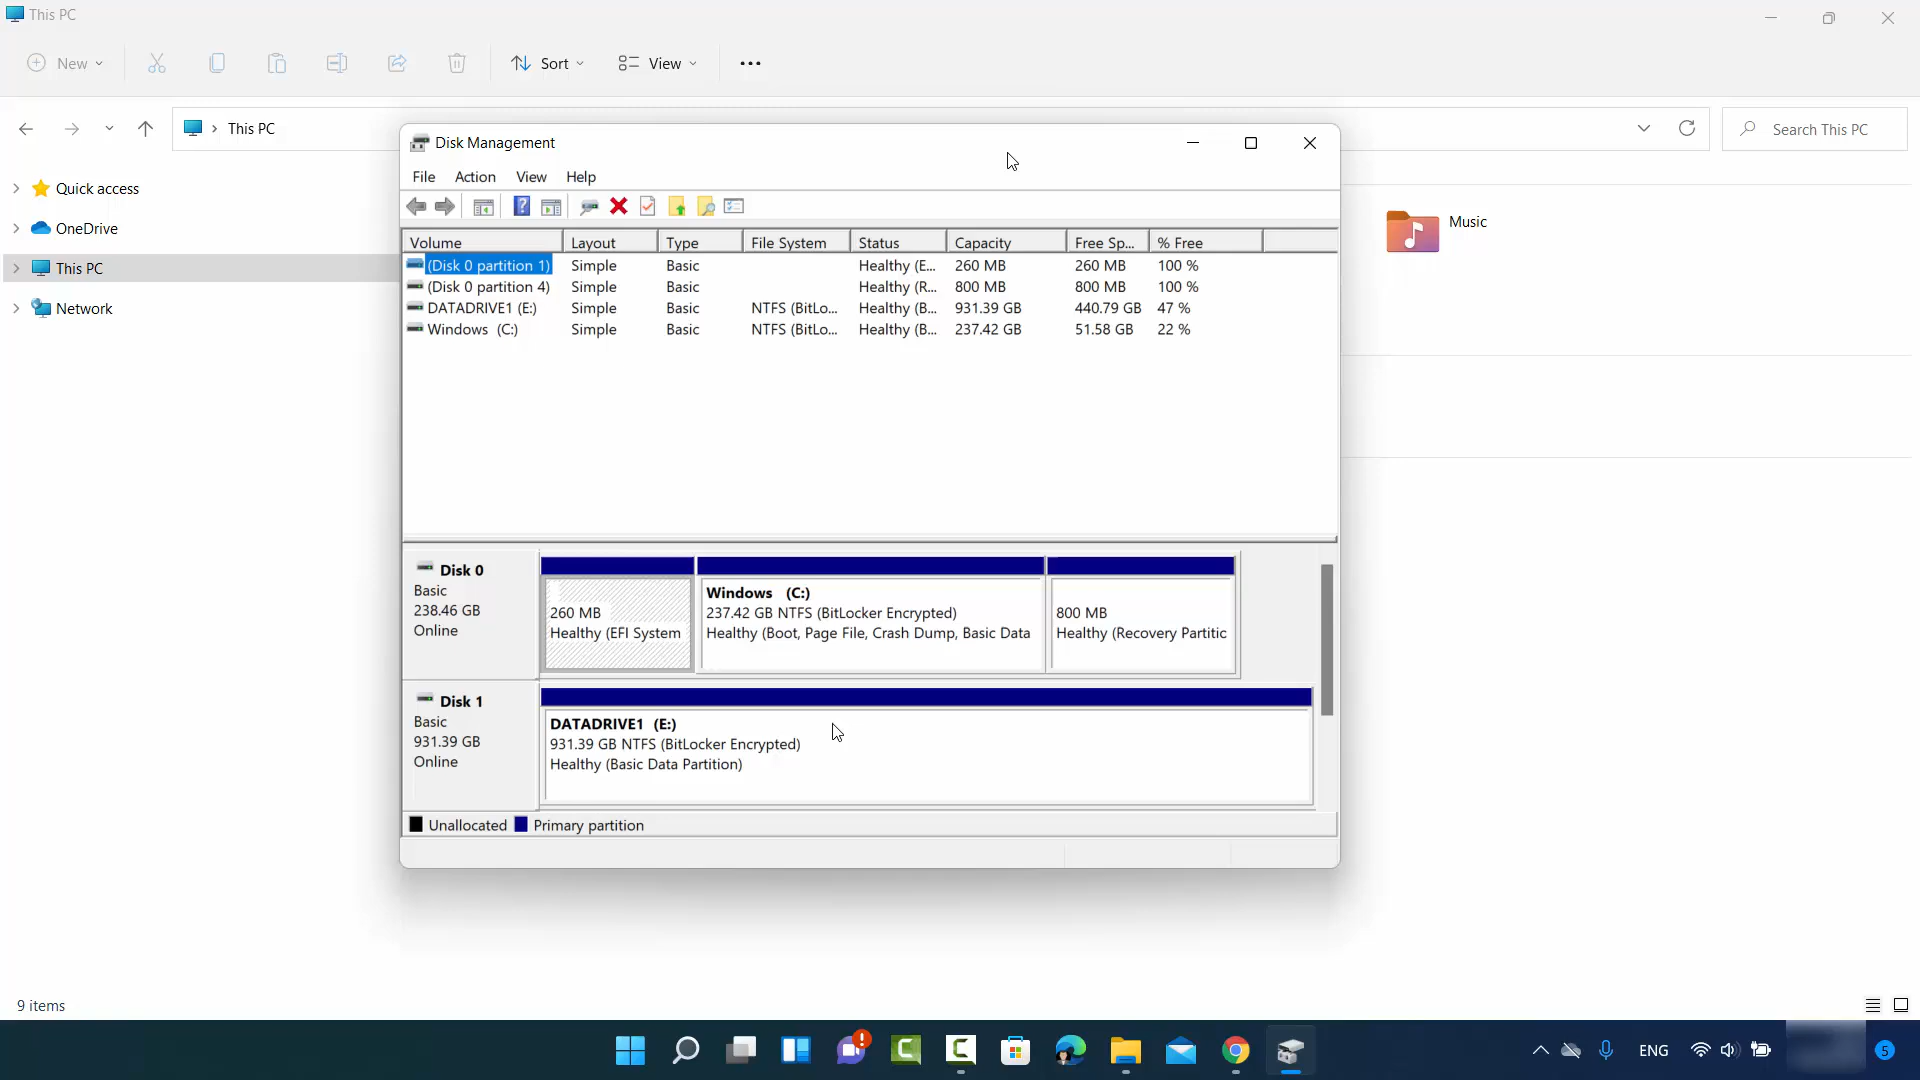 This PC
New
Sort
View
This PC
Search This PC
Quick access
OneDrive
This PC
Network
Music
Disk Management
File Action View Help
Volume Layout Type File System Status Capacity Free Sp... % Free
(Disk 0 partition 1) Simple Basic Healthy (E... 260 MB 260 MB 100 %
(Disk 0 partition 4) Simple Basic Healthy (R... 800 MB 800 MB 100 %
DATADRIVE1 (E:) Simple Basic NTFS (BitLo... Healthy (B... 931.39 GB 440.79 GB 47 %
Windows (C:) Simple Basic NTFS (BitLo... Healthy (B... 237.42 GB 51.58 GB 22 %
Disk 0
Basic
238.46 GB
Online
260 MB
Healthy (EFI System
Windows (C:)
237.42 GB NTFS (BitLocker Encrypted)
Healthy (Boot, Page File, Crash Dump, Basic Data
800 MB
Healthy (Recovery Partitic
Disk 1
Basic
931.39 GB
Online
DATADRIVE1 (E:)
931.39 GB NTFS (BitLocker Encrypted)
Healthy (Basic Data Partition)
Unallocated Primary partition
9 items
ENG
5